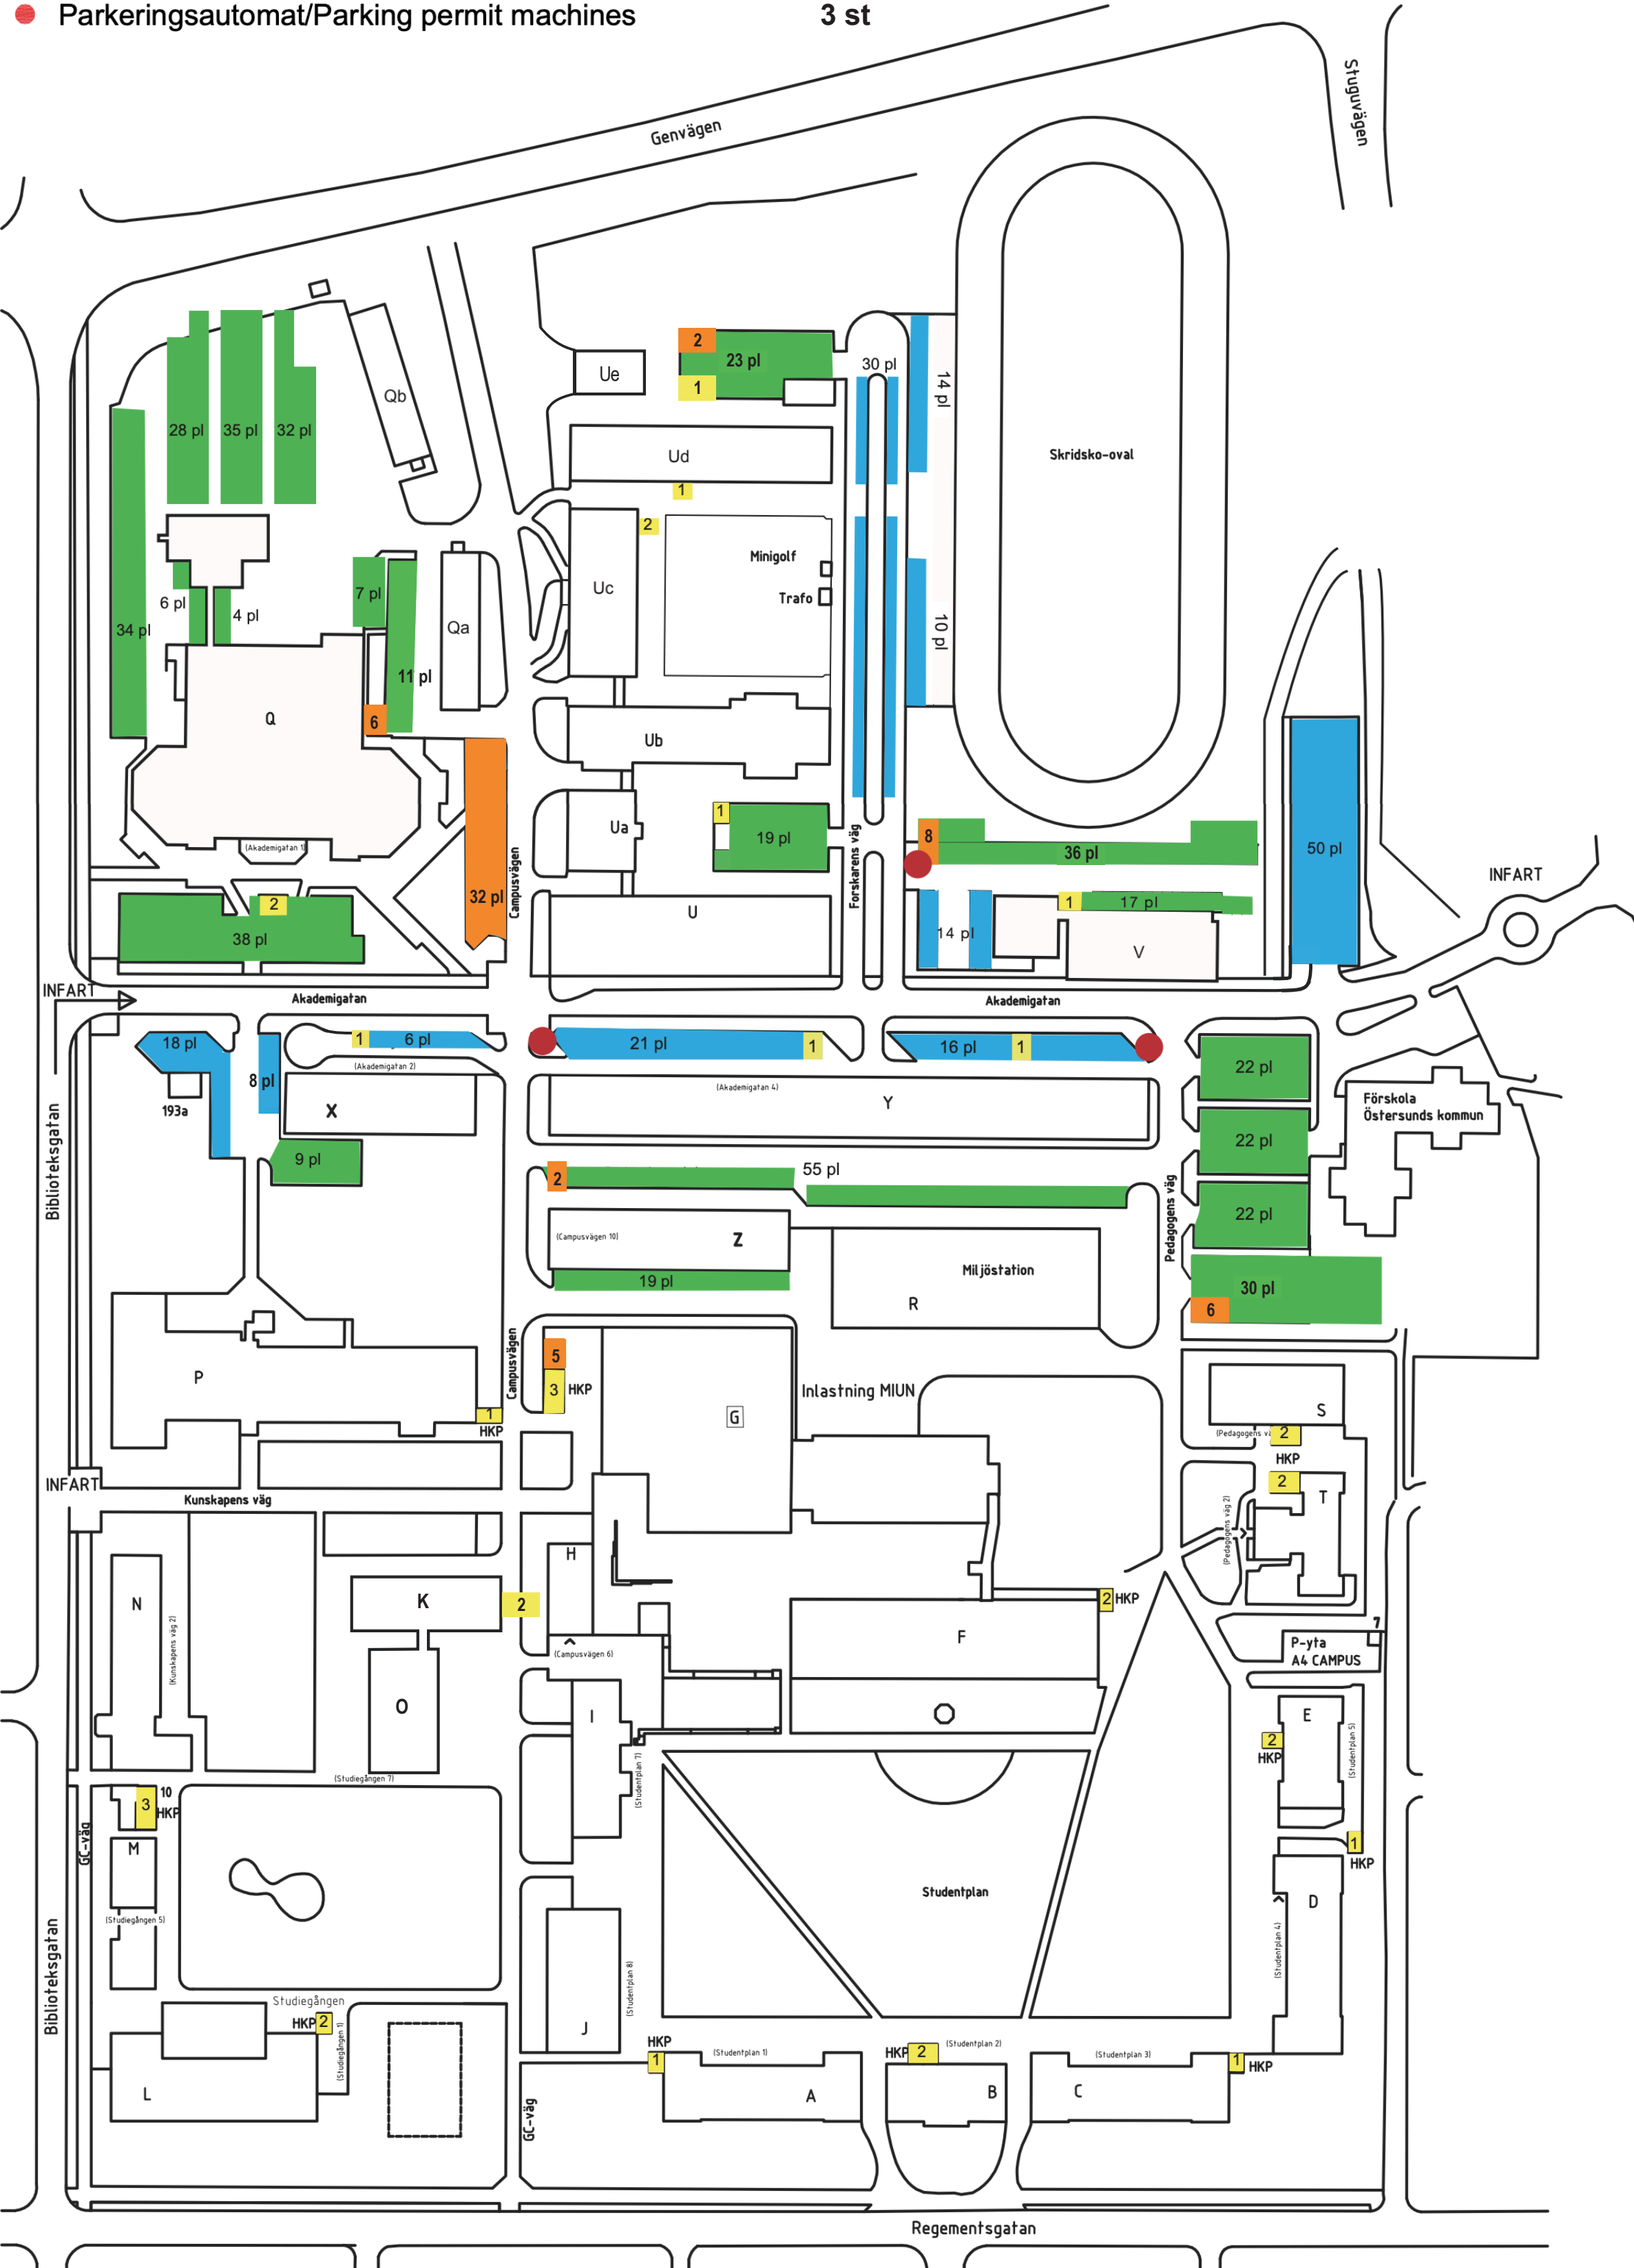 Parkeringsautomat/Parking permit machines 3 st
Genvägen
Stuguvägen
28 pl
35 pl
32 pl
34 pl
Qb
Ue
2
23 pl
1
30 pl
14 pl
Skridsko-oval
Ud
1
2
Uc
Minigolf
Trafo
6 pl
4 pl
7 pl
11 pl
Qa
10 pl
Q
6
Ub
Ua
1
19 pl
Forskarens väg
8
36 pl
50 pl
INFART
(Akademigatan 1)
2
38 pl
32 pl
Campusvägen
U
14 pl
1
17 pl
V
INFART
Akademigatan
Akademigatan
18 pl
8 pl
1
6 pl
(Akademigatan 2)
21 pl
1
16 pl
1
22 pl
193a
X
(Akademigatan 4)
Y
Förskola
Östersunds kommun
22 pl
Biblioteksgatan
9 pl
2
55 pl
Pedagogens väg
22 pl
(Campusvägen 10)
Z
19 pl
Miljöstation
R
30 pl
6
P
Campusvägen
5
3
HKP
1
HKP
G
Inlastning MIUN
S
(Pedagogens vä
2
HKP
2
T
(Pedagogens väg 2)
INFART
Kunskapens väg
N
(Kunskapens väg 2)
K
2
H
(Campusvägen 6)
F
2
HKP
7
P-yta
A4 CAMPUS
O
I
(Studentplan 7)
E
(Studentplan 5)
2
HKP
(Studiegången 7)
10
3
HKP
GC-väg
M
(Studiegången 5)
1
HKP
D
(Studentplan 4)
Studentplan
Biblioteksgatan
Studiegången
HKP
2
(Studiegången 1)
L
J
(Studentplan 8)
GC-väg
HKP
1
(Studentplan 1)
A
HKP
2
(Studentplan 2)
B
(Studentplan 3)
C
1
HKP
Regementsgatan